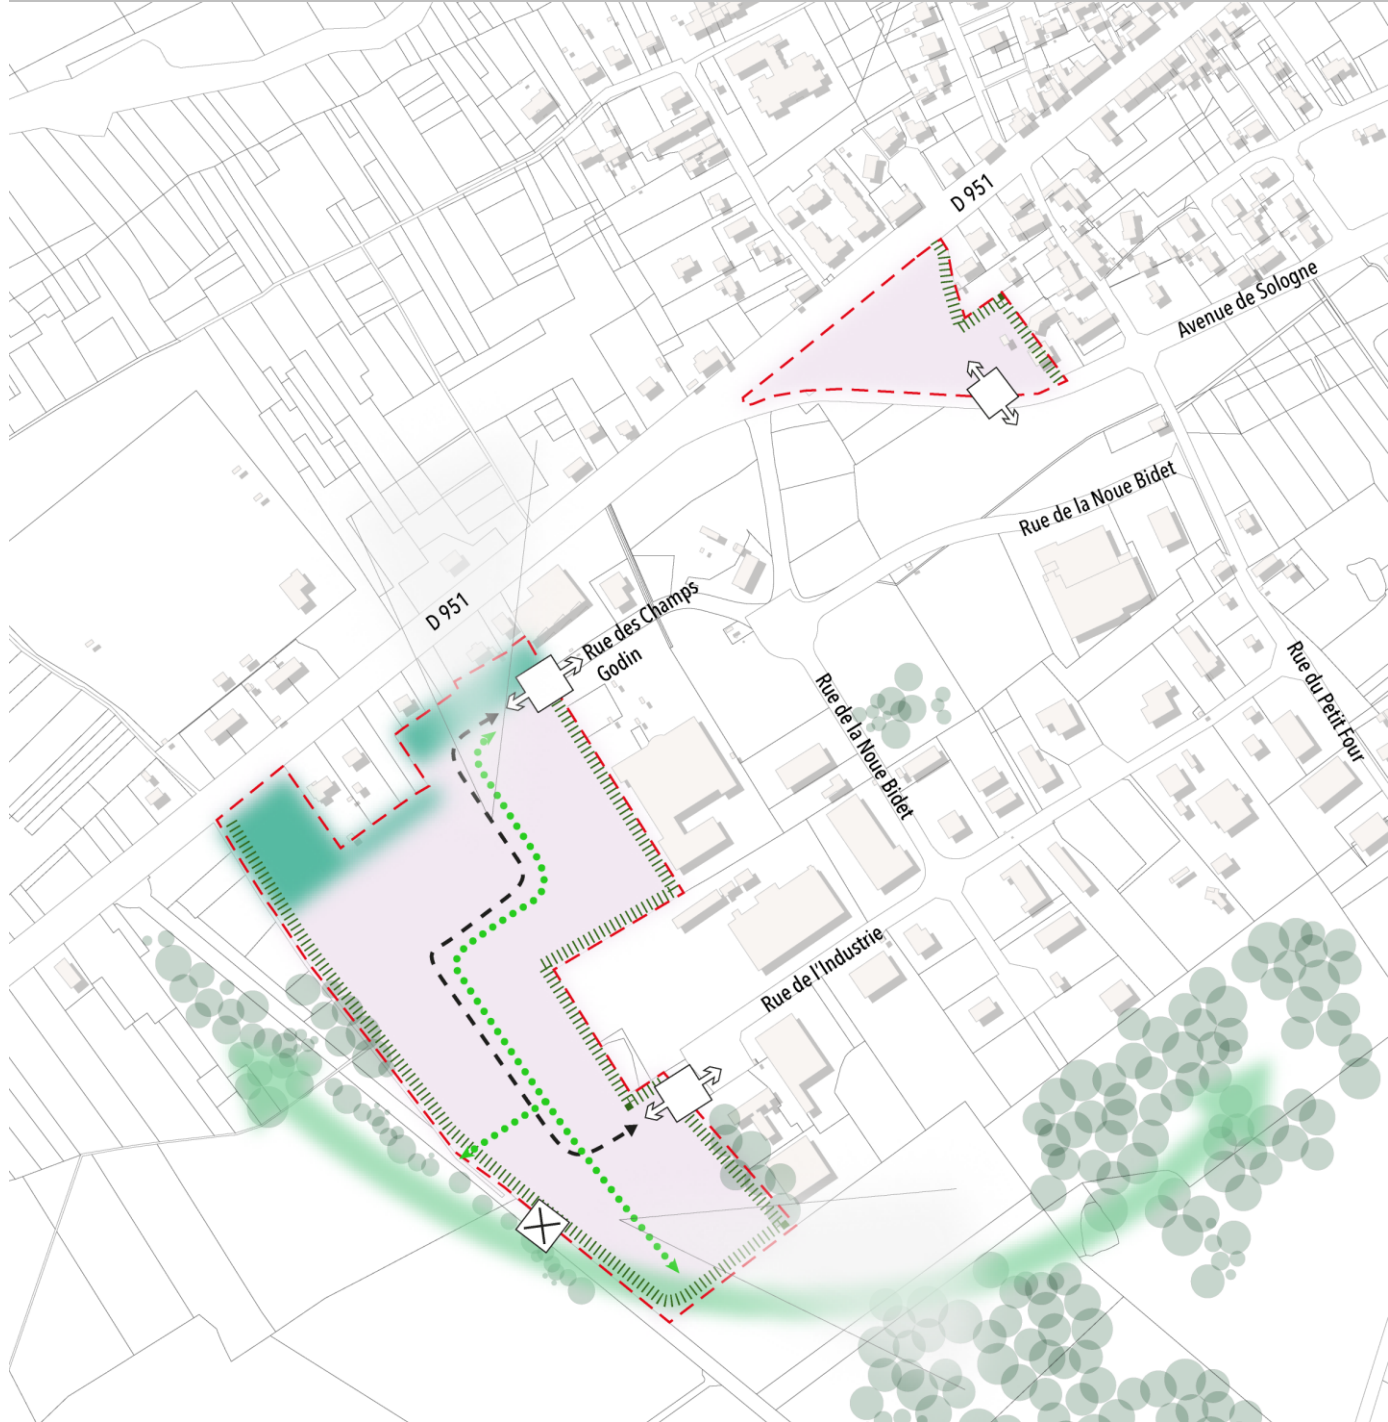 D 951
Avenue de Sologne
Rue de la Noue Bidet
D 951
Rue des Champs
Godin
Rue du Petit Four
Rue de la Noue Bidet
Rue de l'Industrie